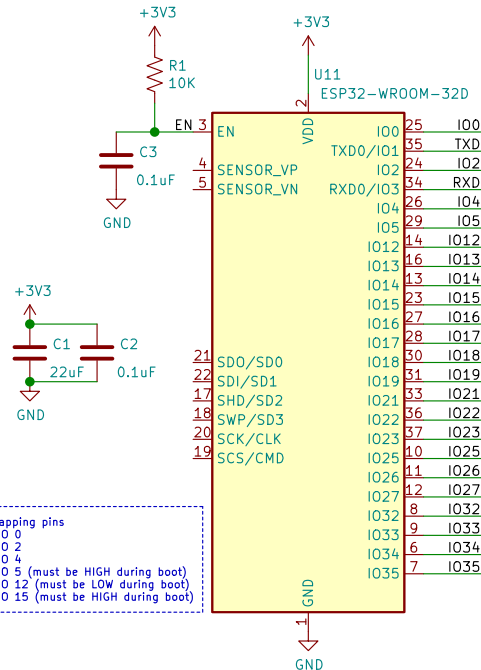 +3V3
+3V3
R1
10K
U11
ESP32-WROOM-32D
2
VDD
EN 3 EN
C3
0.1uF
GND
4 SENSOR_VP
5 SENSOR_VN
IO0 25 IO0
TXD0/IO1 35 TXD
IO2 24 IO2
RXD0/IO3 34 RXD
IO4 26 IO4
IO5 29 IO5
IO12 14 IO12
IO13 16 IO13
IO14 13 IO14
IO15 23 IO15
IO16 27 IO16
IO17 28 IO17
IO18 30 IO18
IO19 31 IO19
IO21 33 IO21
IO22 36 IO22
IO23 37 IO23
IO25 10 IO25
IO26 11 IO26
IO27 12 IO27
IO32 8 IO32
IO33 9 IO33
IO34 6 IO34
IO35 7 IO35
+3V3
C1
22uF
C2
0.1uF
GND
21 SDO/SD0
22 SDI/SD1
17 SHD/SD2
18 SWP/SD3
20 SCK/CLK
19 SCS/CMD
apping pins
O 0
O 2
O 4
O 5 (must be HIGH during boot)
O 12 (must be LOW during boot)
O 15 (must be HIGH during boot)
GND
1
GND